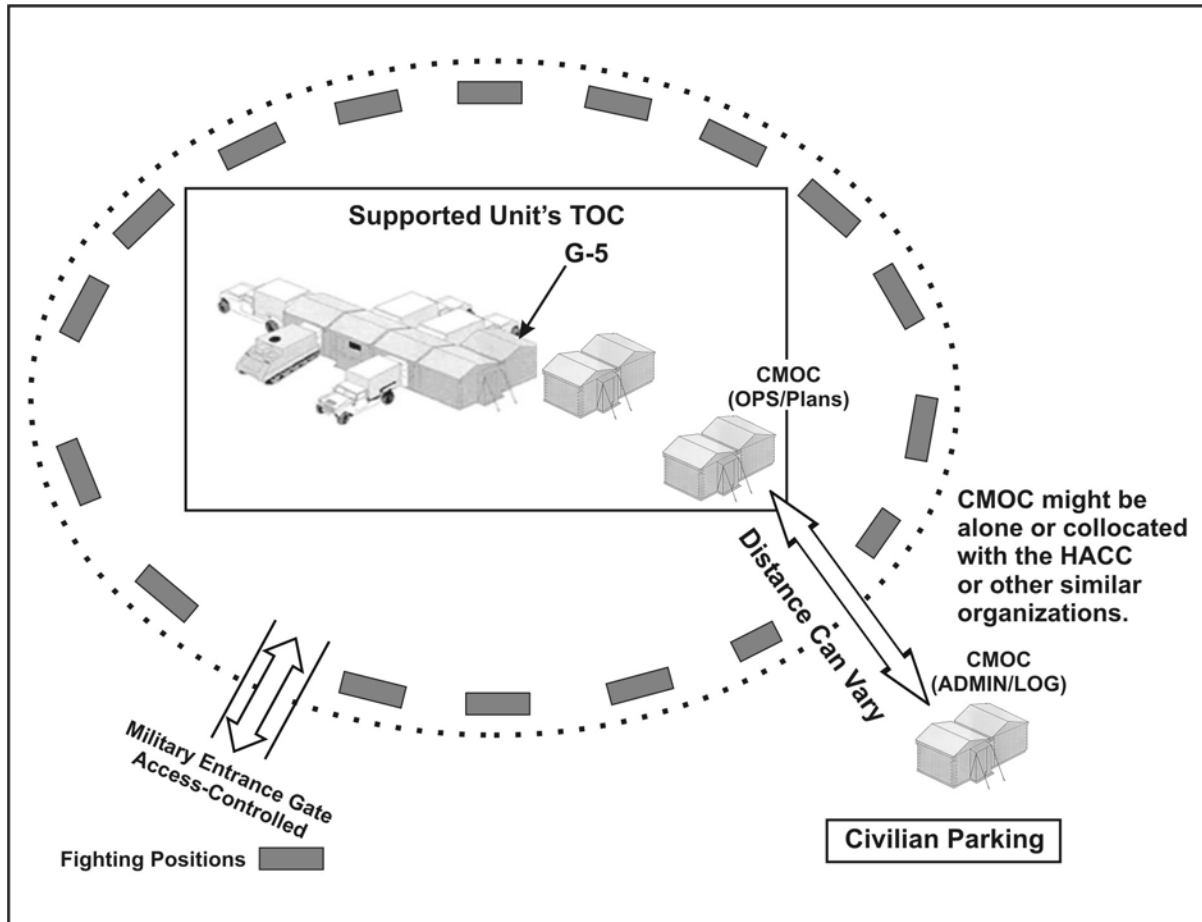 Supported Unit's TOC
G-5
CMOC
(OPS/Plans)
CMOC might be
alone or collocated
with the HACC
or other similar
organizations.
Distance Can Vary
CMOC
(ADMIN/LOG)
Military Entrance Gate
Access-Controlled
Civilian Parking
Fighting Positions